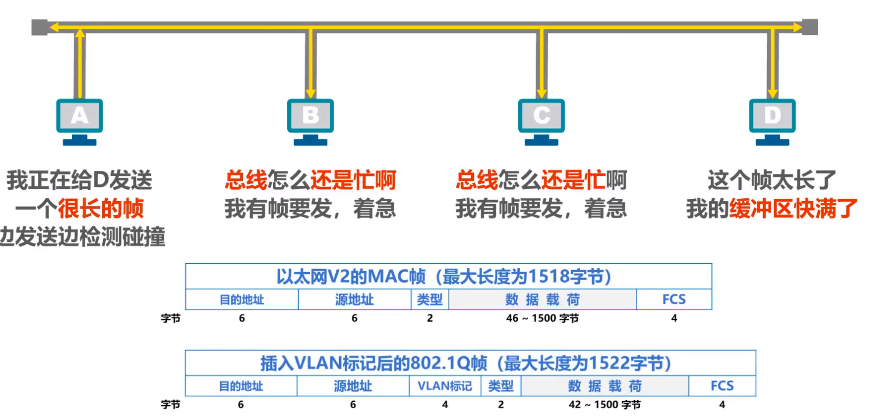 A
B
C
D
我正在给D发送
一个很长的帧
边发送边检测碰撞
总线怎么还是忙啊
我有帧要发，着急
总线怎么还是忙啊
我有帧要发，着急
这个帧太长了
我的缓冲区快满了
以太网V2的MAC帧（最大长度为1518字节）
目的地址 源地址 类型 数 据 载 荷 FCS
字节 6 6 2 46 ~ 1500 字节 4
插入VLAN标记后的802.1Q帧（最大长度为1522字节）
目的地址 源地址 VLAN标记 类型 数 据 载 荷 FCS
字节 6 6 4 2 42 ~ 1500 字节 4